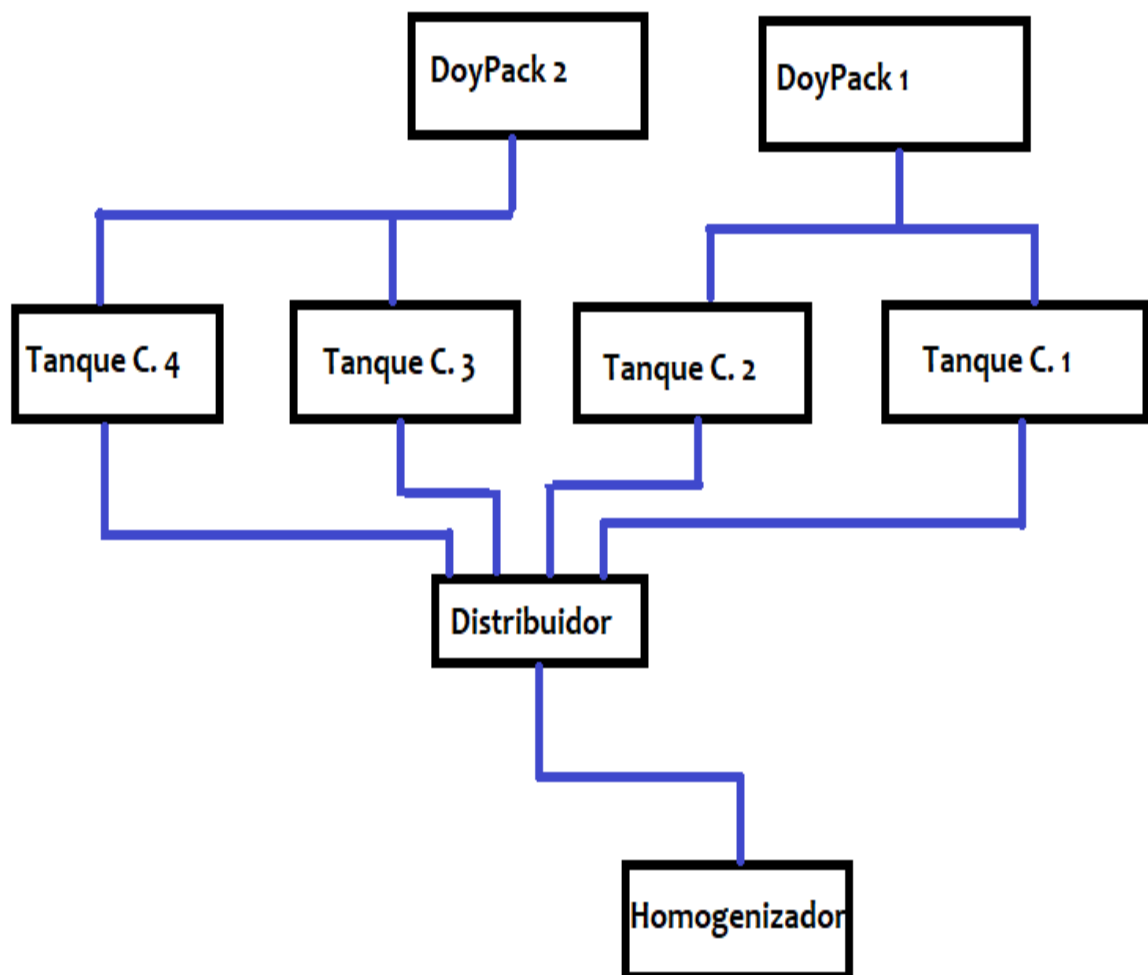 DoyPack 2
DoyPack 1
Tanque C. 4
Tanque C. 3
Tanque C. 2
Tanque C. 1
Distribuidor
Homogenizador